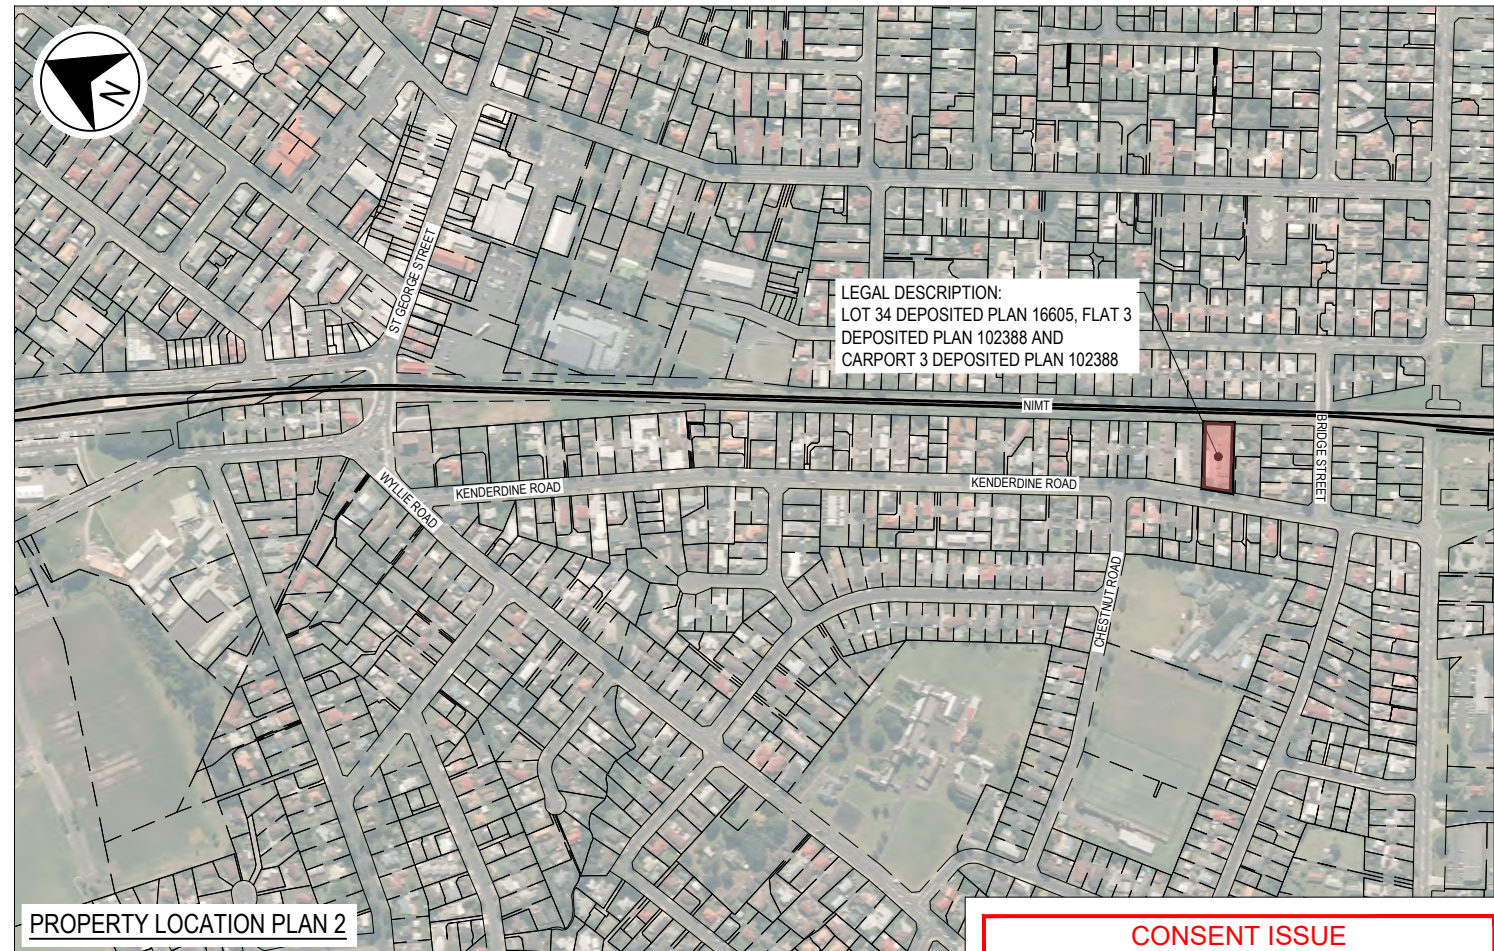 N
ST GEORGE STREET
LEGAL DESCRIPTION:
LOT 34 DEPOSITED PLAN 16605, FLAT 3
DEPOSITED PLAN 102388 AND
CARPORT 3 DEPOSITED PLAN 102388
NIMT
BRIDGE STREET
WYLLIE ROAD
KENDERDINE ROAD
KENDERDINE ROAD
CHESTNUT ROAD
PROPERTY LOCATION PLAN 2
CONSENT ISSUE